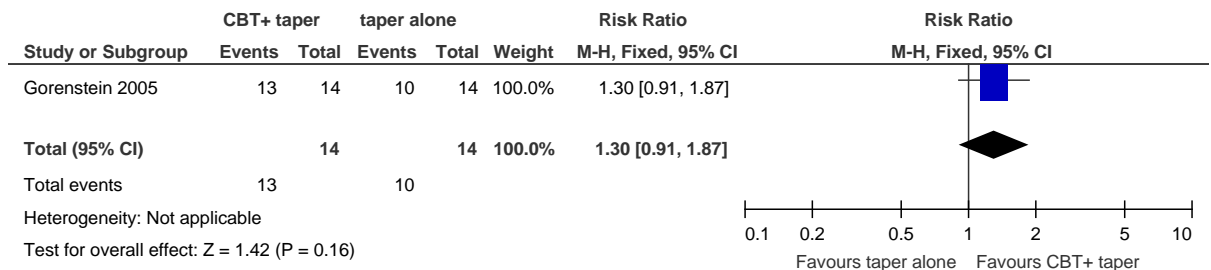 CBT+ taper taper alone Risk Ratio Risk Ratio
Study or Subgroup Events Total Events Total Weight M-H, Fixed, 95% CI M-H, Fixed, 95% CI
Gorenstein 2005 13 14 10 14 100.0% 1.30 [0.91, 1.87]
Total (95% CI) 14 14 100.0% 1.30 [0.91, 1.87]
Total events 13 10
Heterogeneity: Not applicable
Test for overall effect: Z = 1.42 (P = 0.16)
0.1 0.2 0.5 1 2 5 10
Favours taper alone Favours CBT+ taper